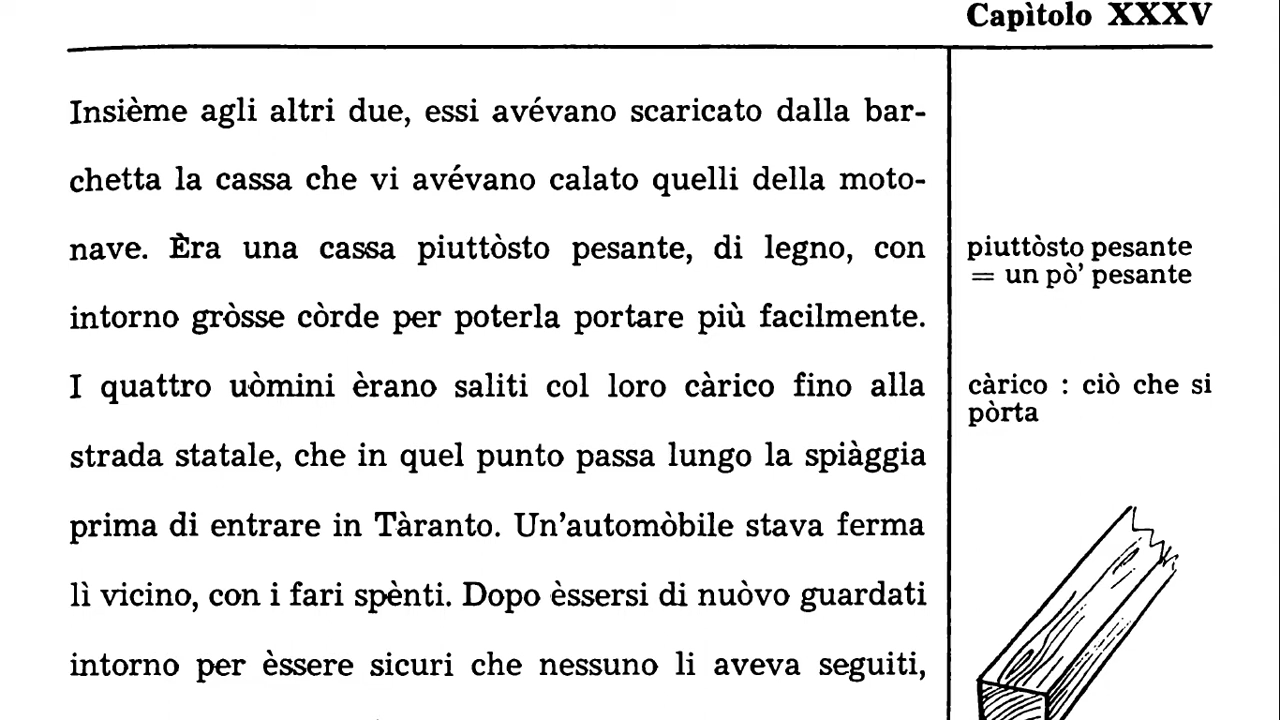 Capìtolo XXXV
Insième agli altri due, essi avévano scaricato dalla bar-
chetta la cassa che vi avévano calato quelli della moto-
nave. Èra una cassa piuttòsto pesante, di legno, con
intorno gròsse còrde per poterla portare più facilmente.
I quattro uòmini èrano saliti col loro càrico fino alla
strada statale, che in quel punto passa lungo la spiàggia
prima di entrare in Tàranto. Un'automòbile stava ferma
lì vicino, con i fari spènti. Dopo èssersi di nuòvo guardati
intorno per èssere sicuri che nessuno li aveva seguiti,
piuttòsto pesante
= un pò' pesante
càrico : ciò che si
pòrta